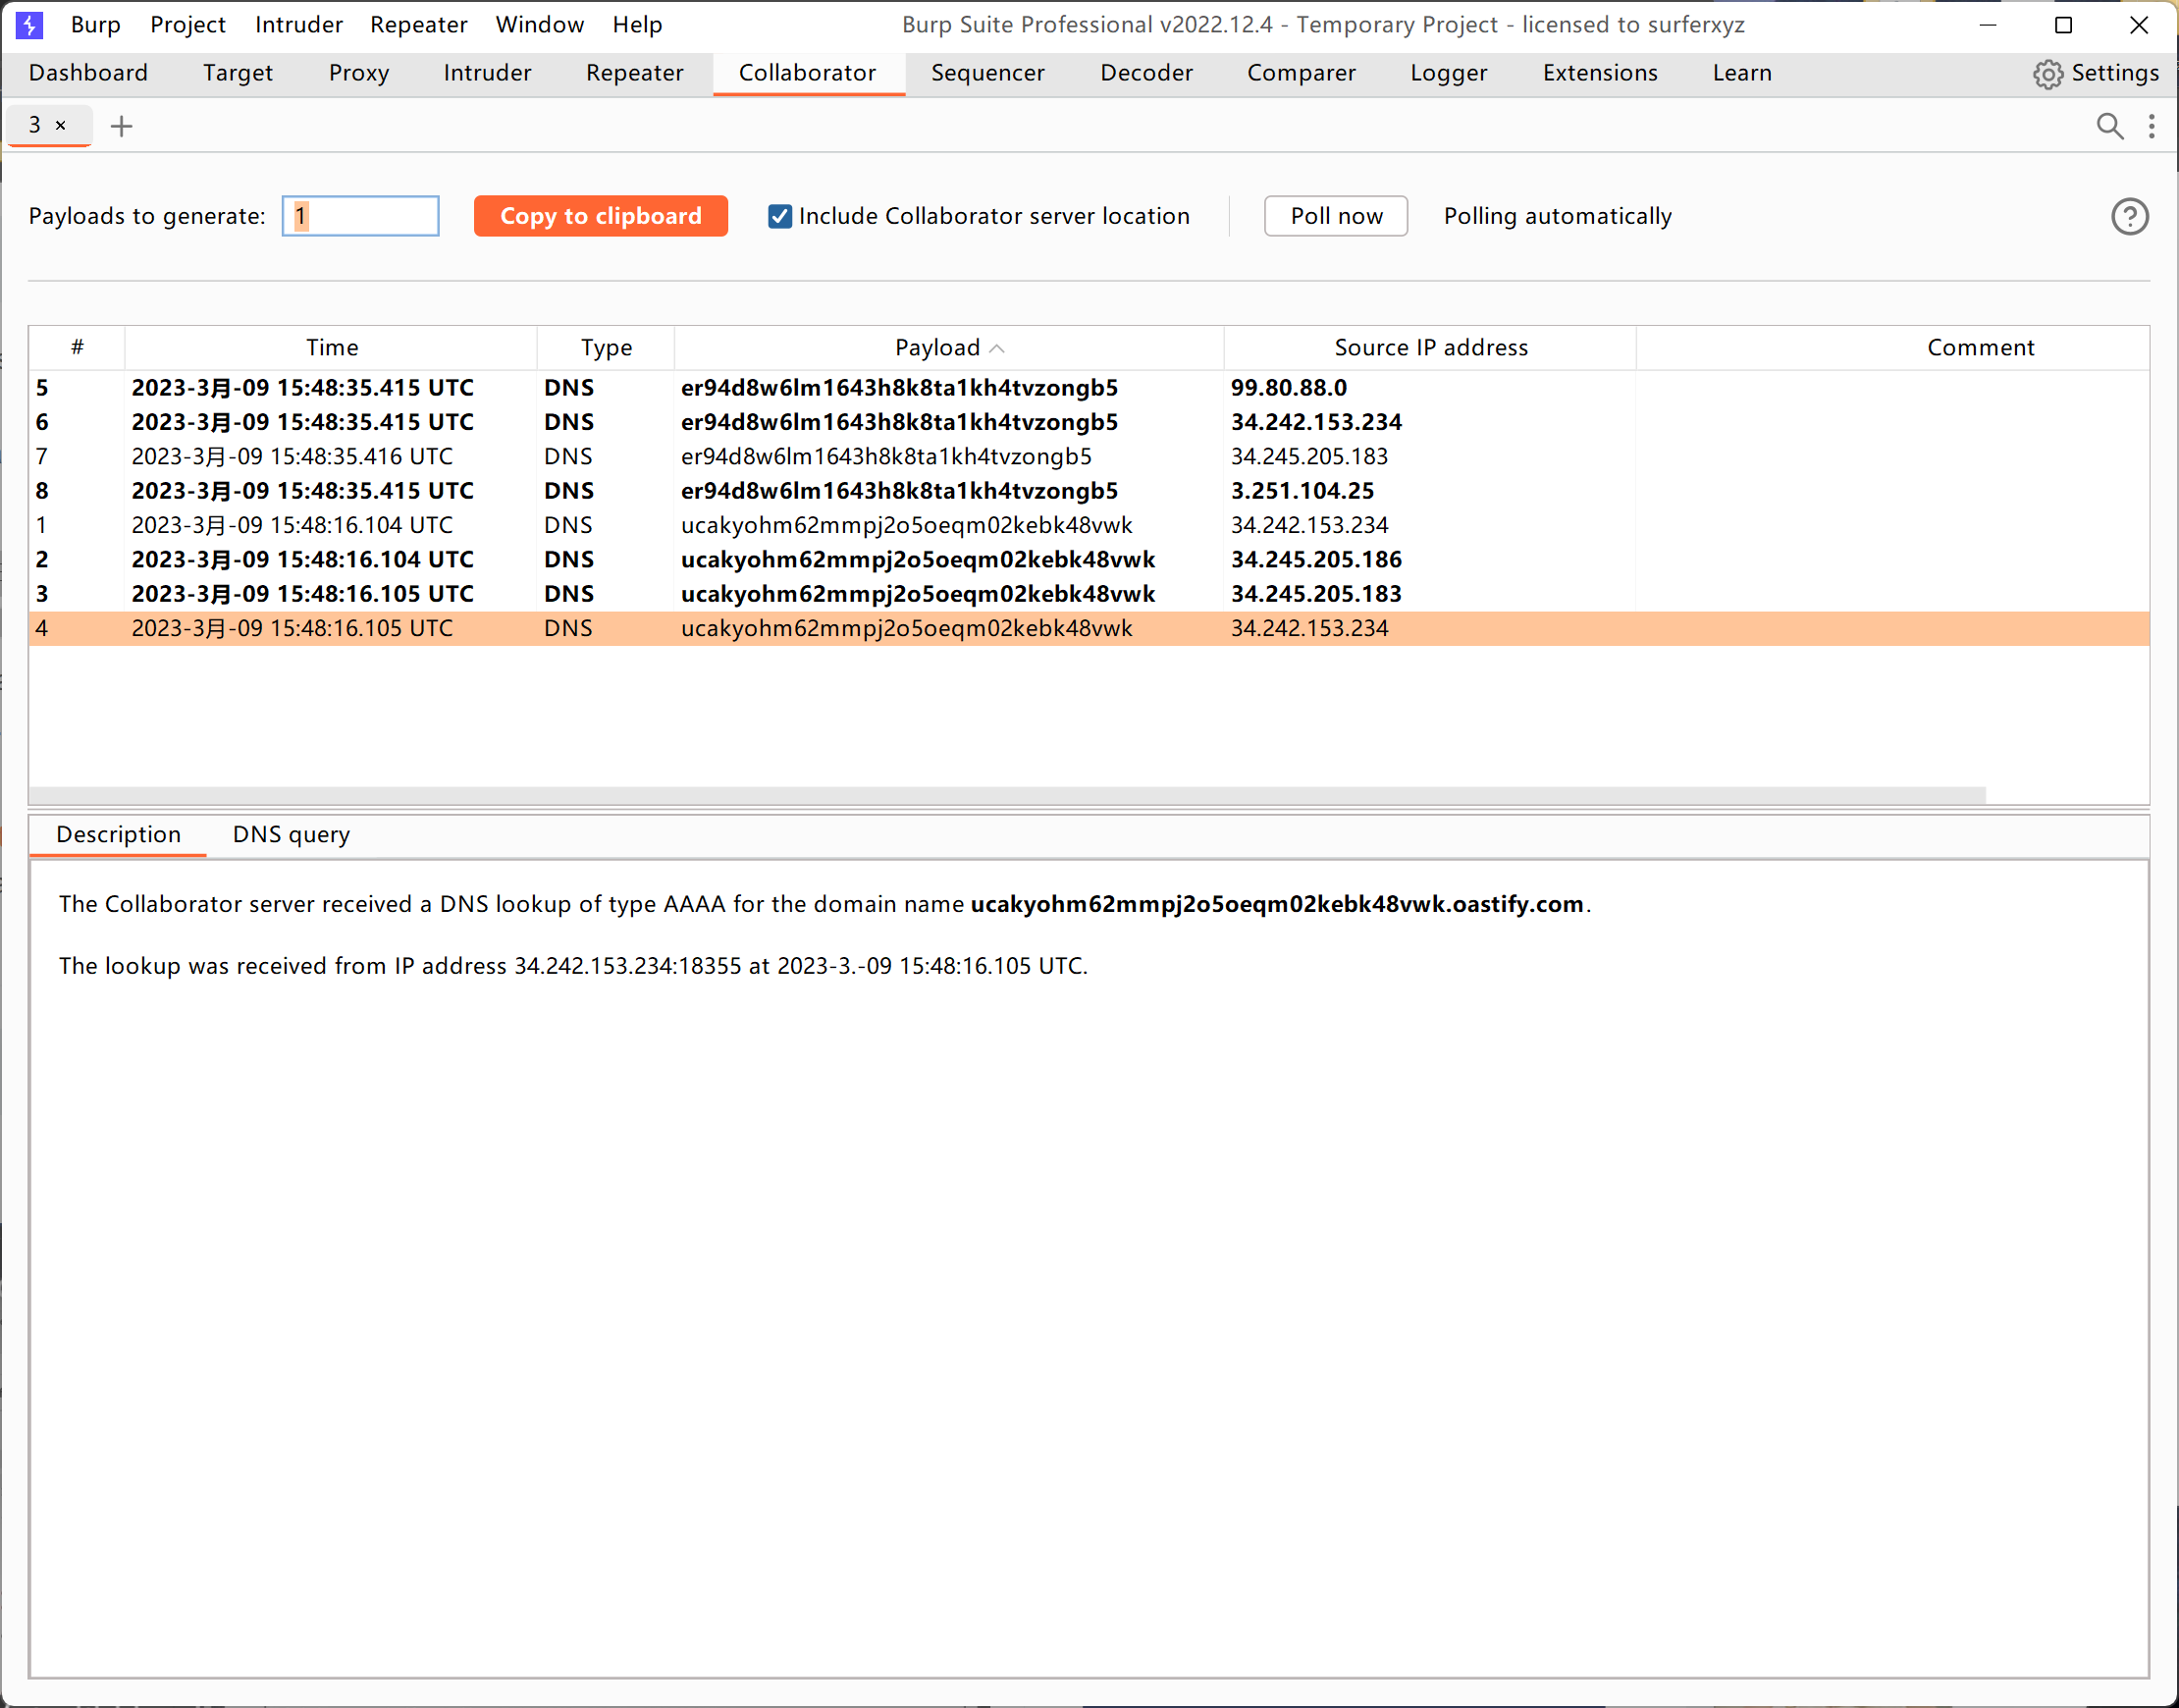 Burp Project Intruder Repeater Window Help Burp Suite Professional v2022.12.4 - Temporary Project - licensed to surferxyz
Dashboard Target Proxy Intruder Repeater Collaborator Sequencer Decoder Comparer Logger Extensions Learn Settings
3 × +
Payloads to generate: 1 Copy to clipboard Include Collaborator server location Poll now Polling automatically ?
# Time Type Payload Source IP address Comment
5 2023-3月-09 15:48:35.415 UTC DNS er94d8w6lm1643h8k8ta1kh4tvzongb5 99.80.88.0
6 2023-3月-09 15:48:35.415 UTC DNS er94d8w6lm1643h8k8ta1kh4tvzongb5 34.242.153.234
7 2023-3月-09 15:48:35.416 UTC DNS er94d8w6lm1643h8k8ta1kh4tvzongb5 34.245.205.183
8 2023-3月-09 15:48:35.415 UTC DNS er94d8w6lm1643h8k8ta1kh4tvzongb5 3.251.104.25
1 2023-3月-09 15:48:16.104 UTC DNS ucakyohm62mmpj2o5oeqm02kebk48vwk 34.242.153.234
2 2023-3月-09 15:48:16.104 UTC DNS ucakyohm62mmpj2o5oeqm02kebk48vwk 34.245.205.186
3 2023-3月-09 15:48:16.105 UTC DNS ucakyohm62mmpj2o5oeqm02kebk48vwk 34.245.205.183
4 2023-3月-09 15:48:16.105 UTC DNS ucakyohm62mmpj2o5oeqm02kebk48vwk 34.242.153.234
Description DNS query
The Collaborator server received a DNS lookup of type AAAA for the domain name ucakyohm62mmpj2o5oeqm02kebk48vwk.oastify.com.
The lookup was received from IP address 34.242.153.234:18355 at 2023-3.-09 15:48:16.105 UTC.